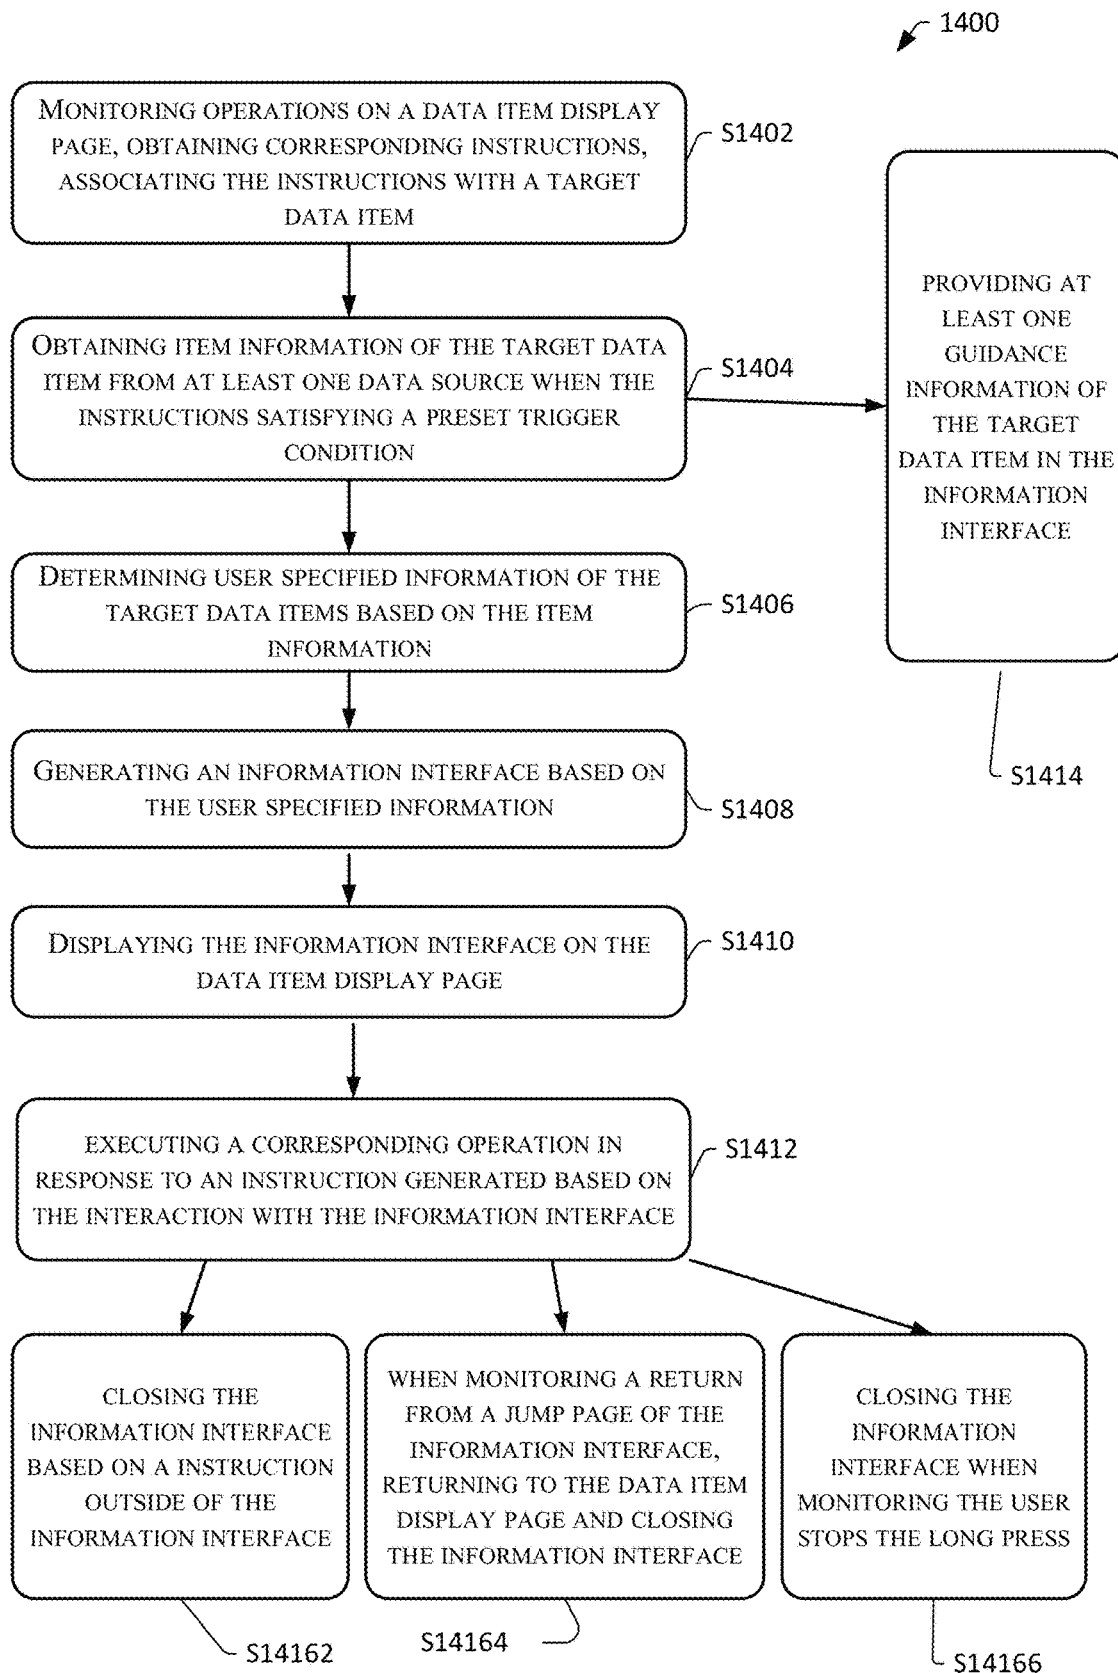 1400
MONITORING OPERATIONS ON A DATA ITEM DISPLAY
PAGE, OBTAINING CORRESPONDING INSTRUCTIONS,
ASSOCIATING THE INSTRUCTIONS WITH A TARGET
DATA ITEM
S1402
OBTAINING ITEM INFORMATION OF THE TARGET DATA
ITEM FROM AT LEAST ONE DATA SOURCE WHEN THE
INSTRUCTIONS SATISFYING A PRESET TRIGGER
CONDITION
S1404
PROVIDING AT
LEAST ONE
GUIDANCE
INFORMATION OF
THE TARGET
DATA ITEM IN THE
INFORMATION
INTERFACE
S1414
DETERMINING USER SPECIFIED INFORMATION OF THE
TARGET DATA ITEMS BASED ON THE ITEM
INFORMATION
S1406
GENERATING AN INFORMATION INTERFACE BASED ON
THE USER SPECIFIED INFORMATION
S1408
DISPLAYING THE INFORMATION INTERFACE ON THE
DATA ITEM DISPLAY PAGE
S1410
EXECUTING A CORRESPONDING OPERATION IN
RESPONSE TO AN INSTRUCTION GENERATED BASED ON
THE INTERACTION WITH THE INFORMATION INTERFACE
S1412
CLOSING THE
INFORMATION INTERFACE
BASED ON A INSTRUCTION
OUTSIDE OF THE
INFORMATION INTERFACE
S14162
WHEN MONITORING A RETURN
FROM A JUMP PAGE OF THE
INFORMATION INTERFACE,
RETURNING TO THE DATA ITEM
DISPLAY PAGE AND CLOSING
THE INFORMATION INTERFACE
S14164
CLOSING THE
INFORMATION
INTERFACE WHEN
MONITORING THE USER
STOPS THE LONG PRESS
S14166